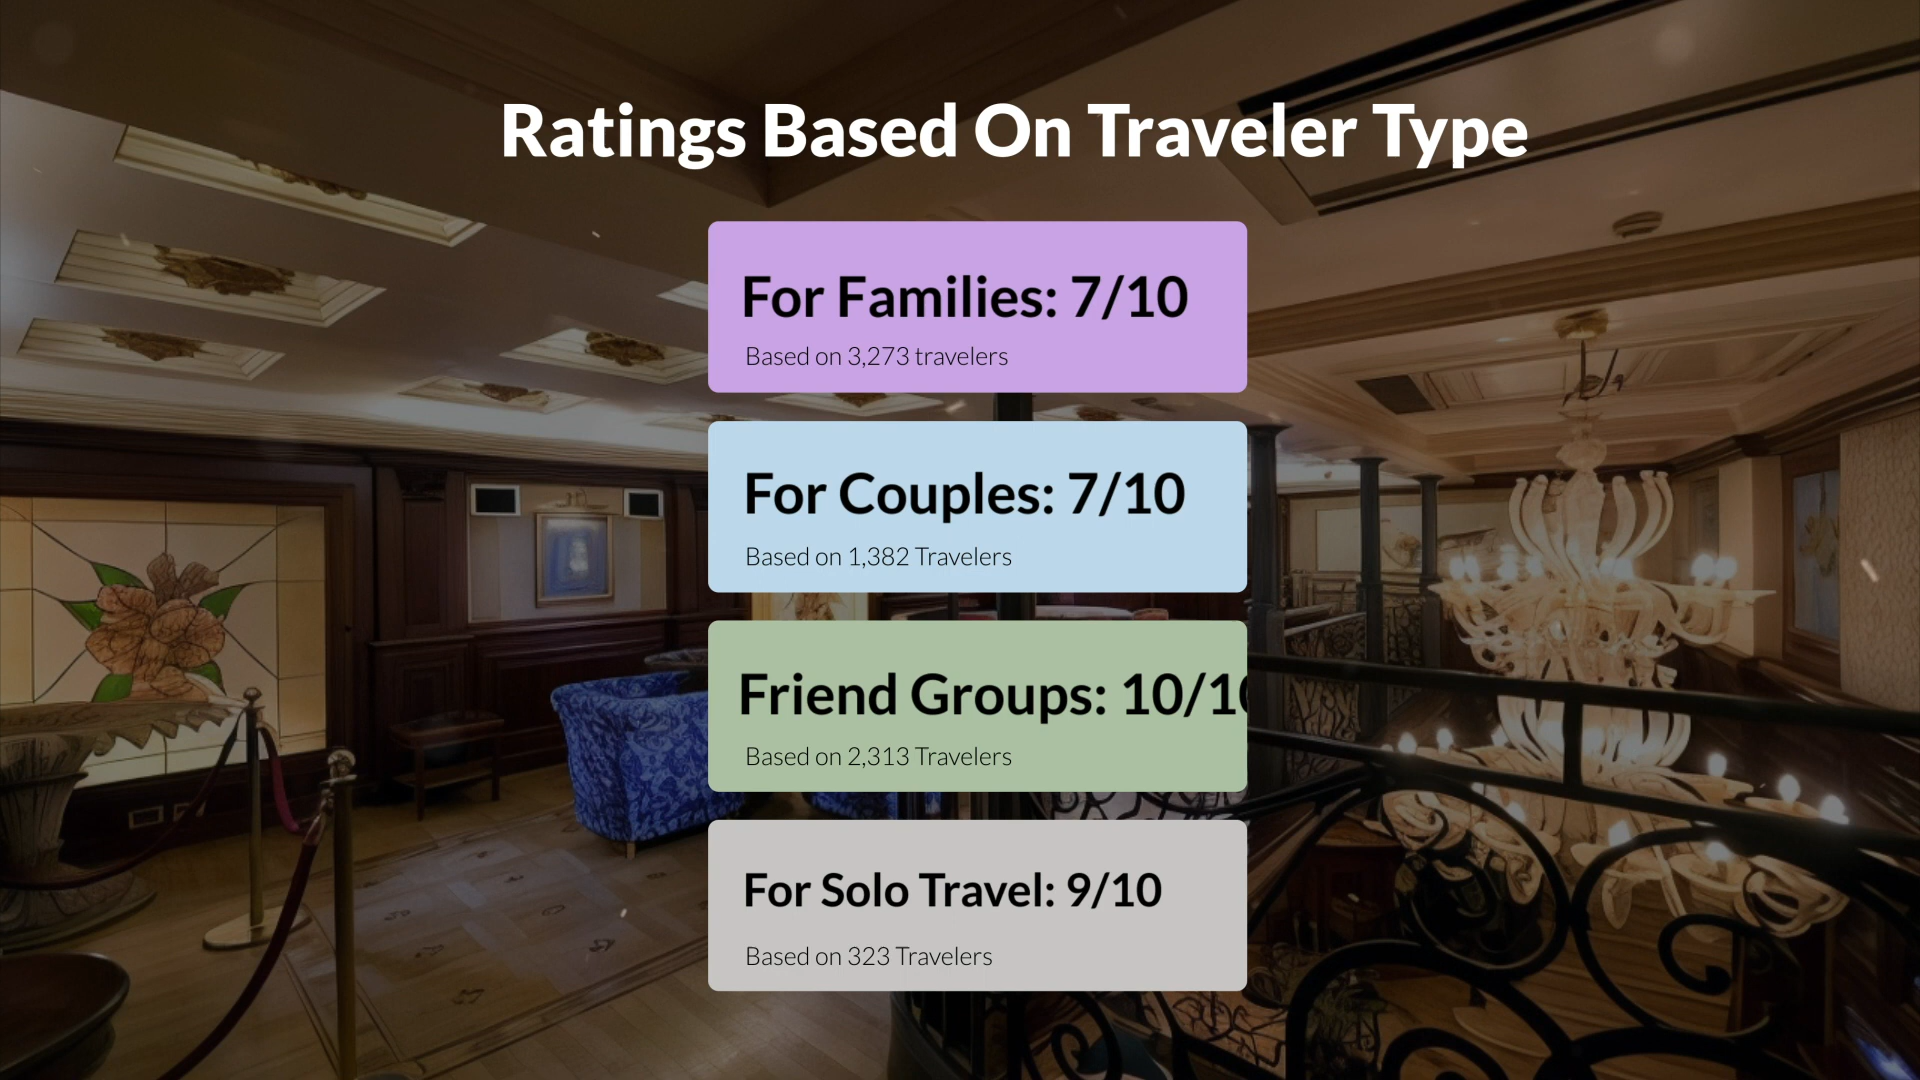 Ratings Based On Traveler Type
For Families: 7/10
Based on 3,273 travelers
For Couples: 7/10
Based on 1,382 Travelers
Friend Groups: 10/10
Based on 2,313 Travelers
For Solo Travel: 9/10
Based on 323 Travelers